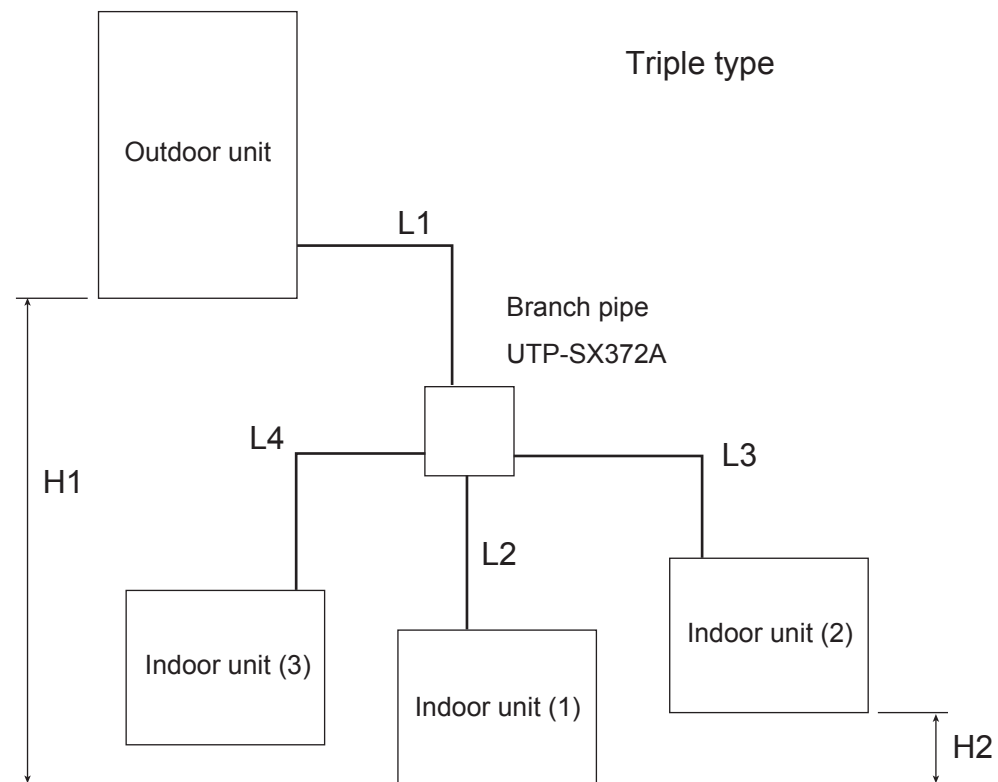 Triple type
Outdoor unit
L1
Branch pipe
UTP-SX372A
L4
L3
H1
L2
Indoor unit (2)
Indoor unit (3)
Indoor unit (1)
H2